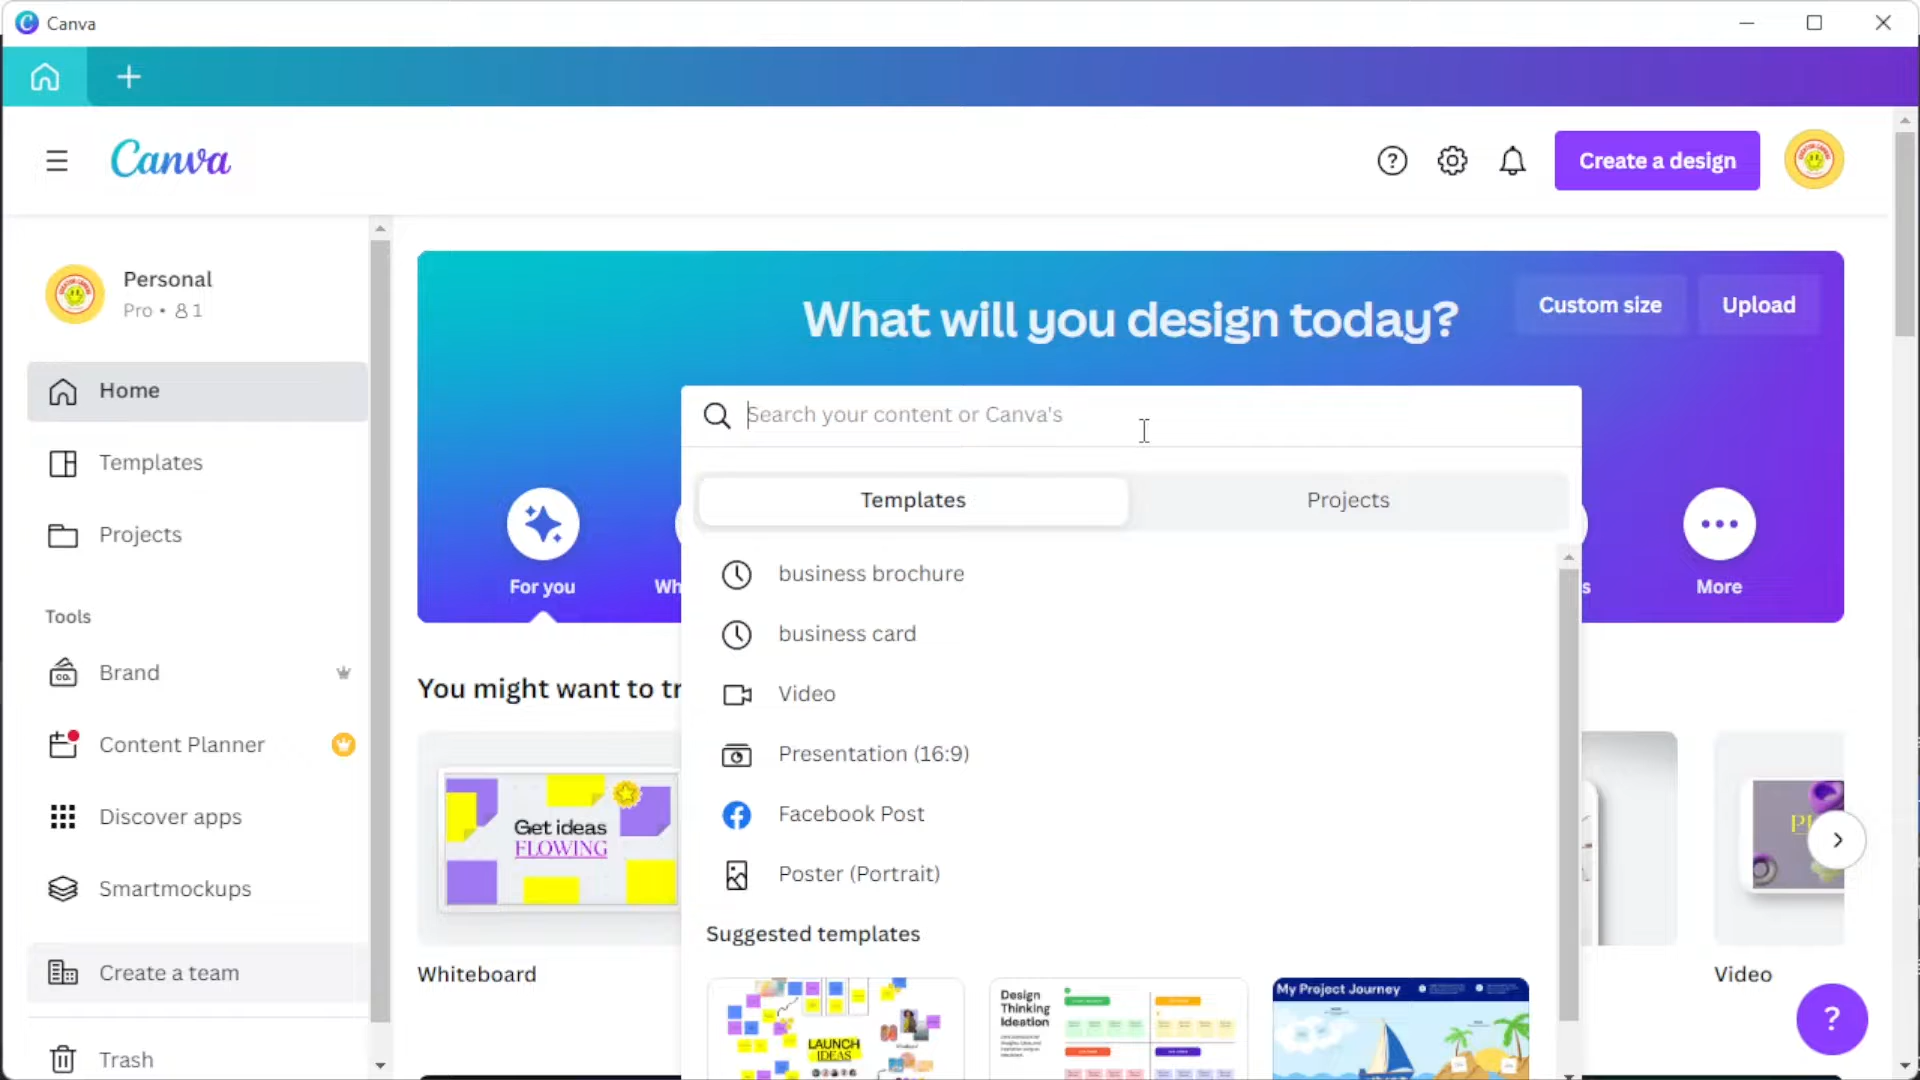 Canva
Canva
Create a design
Personal
Pro • 1
Home
Templates
Projects
Tools
Brand
Content Planner
Discover apps
Smartmockups
Create a team
Trash
What will you design today?
Custom size
Upload
Search your content or Canva's
Templates
Projects
For you
Wh
s
More
business brochure
business card
Video
Presentation (16:9)
Facebook Post
Poster (Portrait)
Suggested templates
You might want to tr
Get ideas
FLOWING
Whiteboard
Video
LAUNCH
IDEAS
Design
Thinking
Ideation
My Project Journey